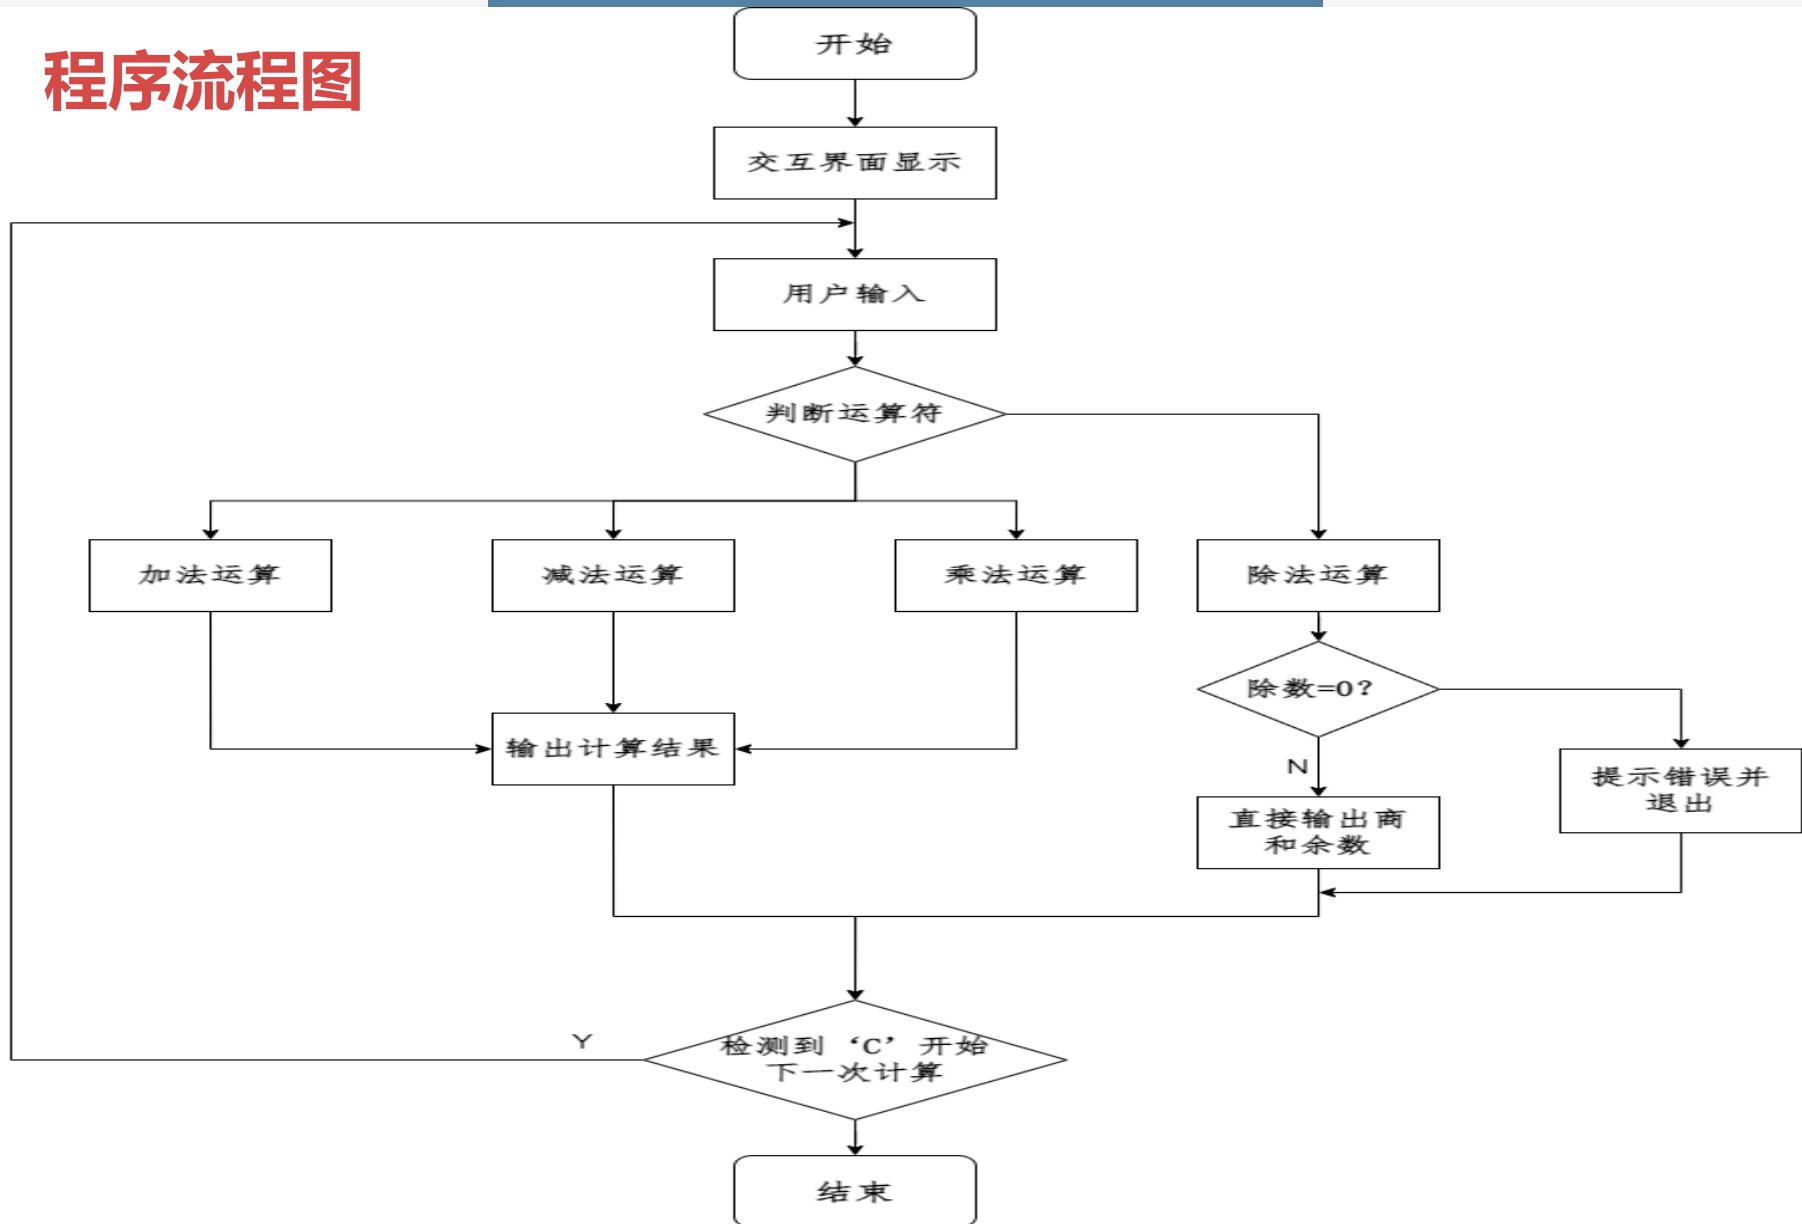 程序流程图
开始
交互界面显示
用户输入
判断运算符
加法运算
减法运算
乘法运算
除法运算
除数=0?
输出计算结果
N
提示错误并
退出
直接输出商
和余数
Y
检测到‘C’开始
下一次计算
结束